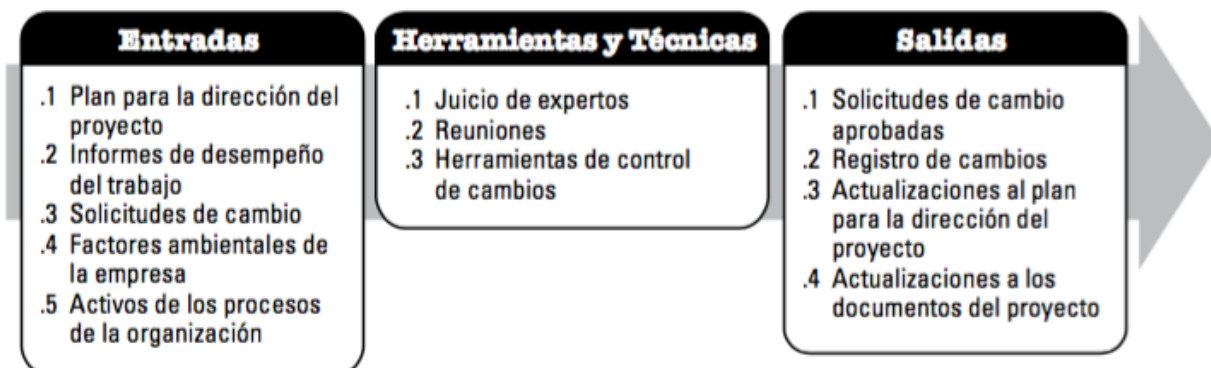 Entradas
.1 Plan para la dirección del
proyecto
.2 Informes de desempeño
del trabajo
.3 Solicitudes de cambio
.4 Factores ambientales de
la empresa
.5 Activos de los procesos
de la organización
Herramientas y Técnicas
.1 Juicio de expertos
.2 Reuniones
.3 Herramientas de control
de cambios
Salidas
.1 Solicitudes de cambio
aprobadas
.2 Registro de cambios
.3 Actualizaciones al plan
para la dirección del
proyecto
.4 Actualizaciones a los
documentos del proyecto